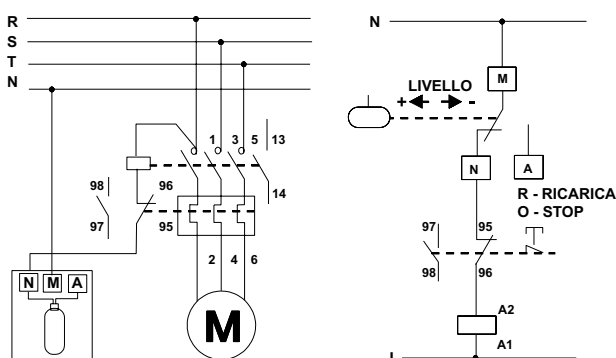 R
S
T
N
1 3 5 13
14
98 96
97 95
2 4 6
N M A
M
N
M
LIVELLO
+ -
N A
R - RICARICA
O - STOP
97 95
98 96
A2
A1